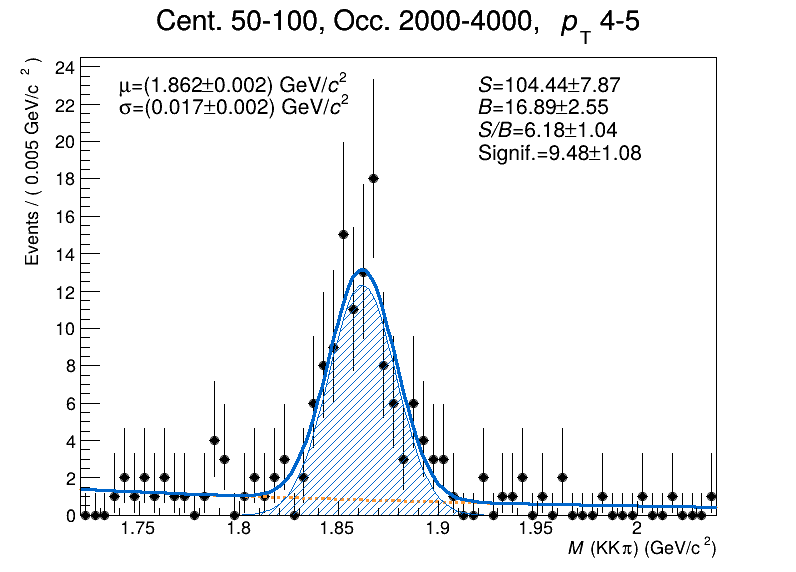 Cent. 50-100, Occ. 2000-4000, p_T 4-5
μ=(1.862±0.002) GeV/c²
σ=(0.017±0.002) GeV/c²
S=104.44±7.87
B=16.89±2.55
S/B=6.18±1.04
Signif.=9.48±1.08
Events / ( 0.005 GeV/c² )
24
22
20
18
16
14
12
10
8
6
4
2
0
1.75 1.8 1.85 1.9 1.95 2
M (KKπ) (GeV/c²)